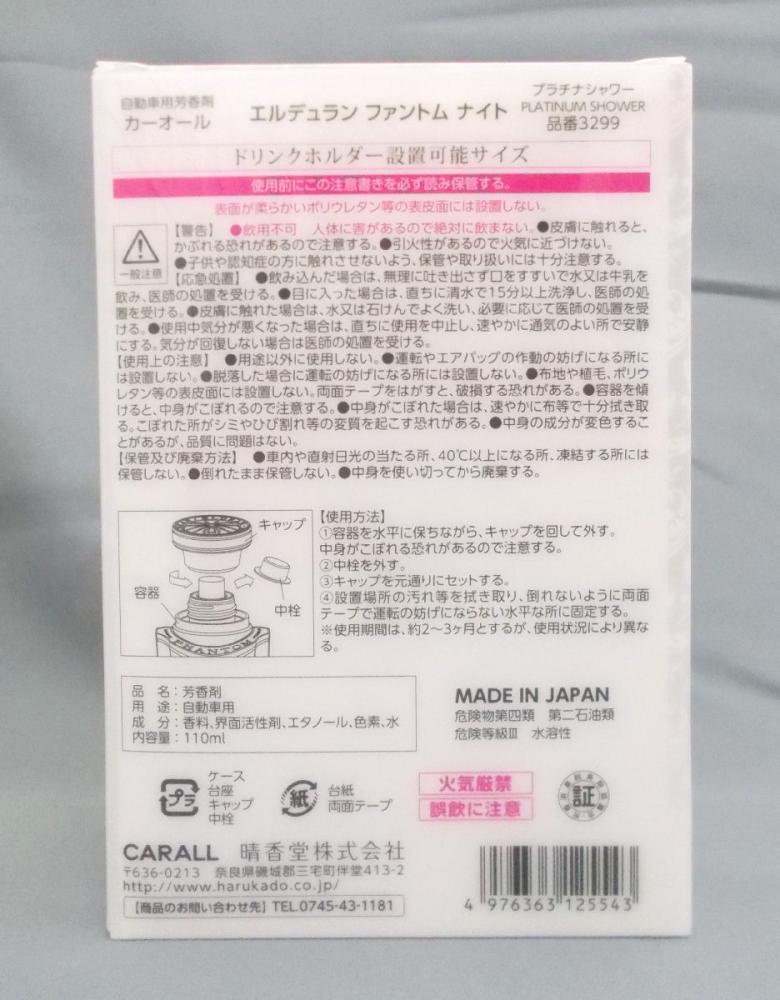 自動車用芳香剤
カーオール
エルデュラン ファントム ナイト
プラチナシャワー
PLATINUM SHOWER
品番3299
ドリンクホルダー設置可能サイズ
使用前にこの注意書きを必ず読み保管する。
表面が柔らかいポリウレタン等の表皮面には設置しない。
一般注意
【警告】 ●飲用不可 人体に害があるので絶対に飲まない。●皮膚に触れると、
かぶれる恐れがあるので注意する。●引火性があるので火気に近づけない。
●子供や認知症の方に触れさせないよう、保管や取り扱いには十分注意する。
【応急処置】 ●飲み込んだ場合は、無理に吐き出さず口をすすいで水又は牛乳を
飲み、医師の処置を受ける。●目に入った場合は、直ちに清水で15分以上洗浄し、医師の処
置を受ける。●皮膚に触れた場合は、水又は石けんでよく洗い、必要に応じて医師の処置を受
ける。●使用中気分が悪くなった場合は、直ちに使用を中止し、速やかに通気のよい所で安静
にする。気分が回復しない場合は医師の処置を受ける。
【使用上の注意】 ●用途以外に使用しない。●運転やエアバッグの作動の妨げになる所に
は設置しない。●脱落した場合に運転の妨げになる所には設置しない。●布地や植毛、ポリウ
レタン等の表皮面には設置しない。両面テープをはがすと、破損する恐れがある。●容器を傾
けると、中身がこぼれるので注意する。●中身がこぼれた場合は、速やかに布等で十分拭き取
る。こぼれた所がシミやひび割れ等の変質を起こす恐れがある。●中身の成分が変色するこ
とがあるが、品質に問題はない。
【保管及び廃棄方法】 ●車内や直射日光の当たる所、40℃以上になる所、凍結する所には
保管しない。●倒れたまま保管しない。●中身を使い切ってから廃棄する。
キャップ
容器
中栓
PHANTOM
【使用方法】
①容器を水平に保ちながら、キャップを回して外す。
中身がこぼれる恐れがあるので注意する。
②中栓を外す。
③キャップを元通りにセットする。
④設置場所の汚れ等を拭き取り、倒れないように両面
テープで運転の妨げにならない水平な所に固定する。
※使用期間は、約2〜3ヶ月とするが、使用状況により異な
る。
品 名：芳香剤
用 途：自動車用
成 分：香料、界面活性剤、エタノール、色素、水
内容量：110ml
MADE IN JAPAN
危険物第四類 第二石油類
危険等級Ⅲ 水溶性
プラ
ケース
台座
キャップ
中栓
紙
台紙
両面テープ
火気厳禁
誤飲に注意
証
CARALL 晴香堂株式会社
〒636-0213 奈良県磯城郡三宅町伴堂413-2
http://www.harukado.co.jp/
【商品のお問い合わせ先】 TEL.0745-43-1181
4 976363 125543